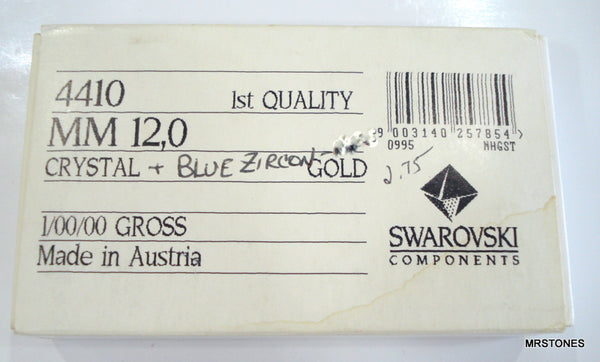 4410 1st QUALITY
MM 12,0
CRYSTAL + BLUE ZIRCON- GOLD
1/00/00 GROSS
Made in Austria
9 003140 257854 >
0995 NHGST
2.75
SWAROVSKI
COMPONENTS
MRSTONES